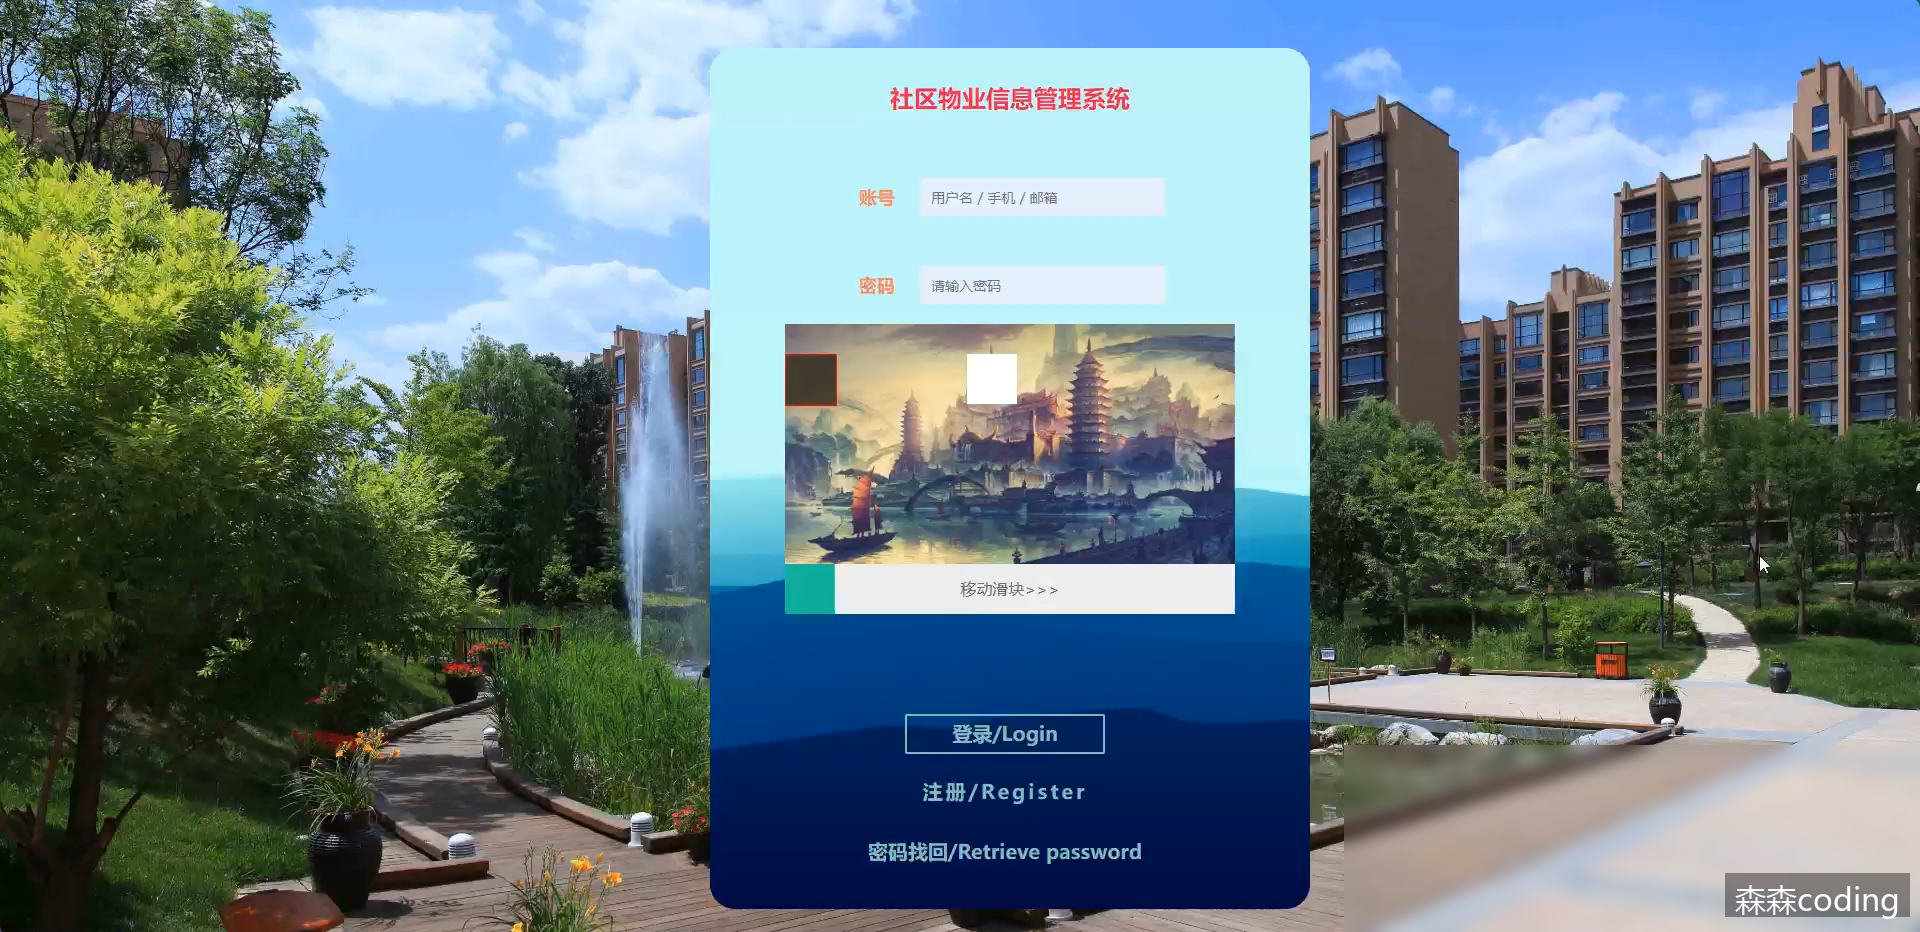 社区物业信息管理系统
账号
用户名 / 手机 / 邮箱
密码
请输入密码
移动滑块>>>
登录/Login
注册/Register
密码找回/Retrieve password
森森coding